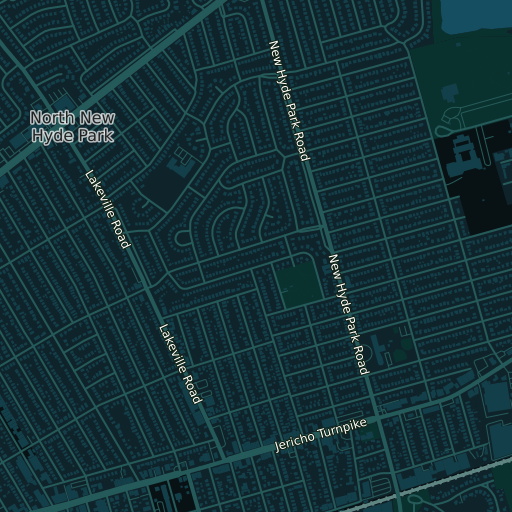 New Hyde Park Road
North New
Hyde Park
Lakeville Road
New Hyde Park Road
Lakeville Road
Jericho Turnpike